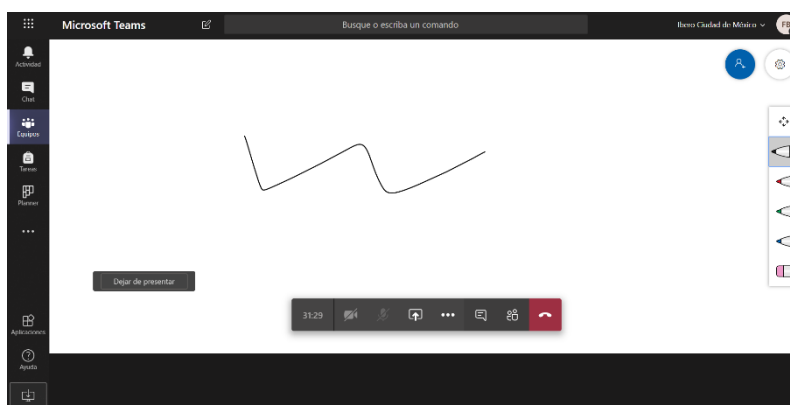 Microsoft Teams
Busque o escriba un comando
Ibero Ciudad de México
FB
Actividad
Chat
Equipos
Tareas
Planner
Dejar de presentar
31:29
Aplicaciones
Ayuda